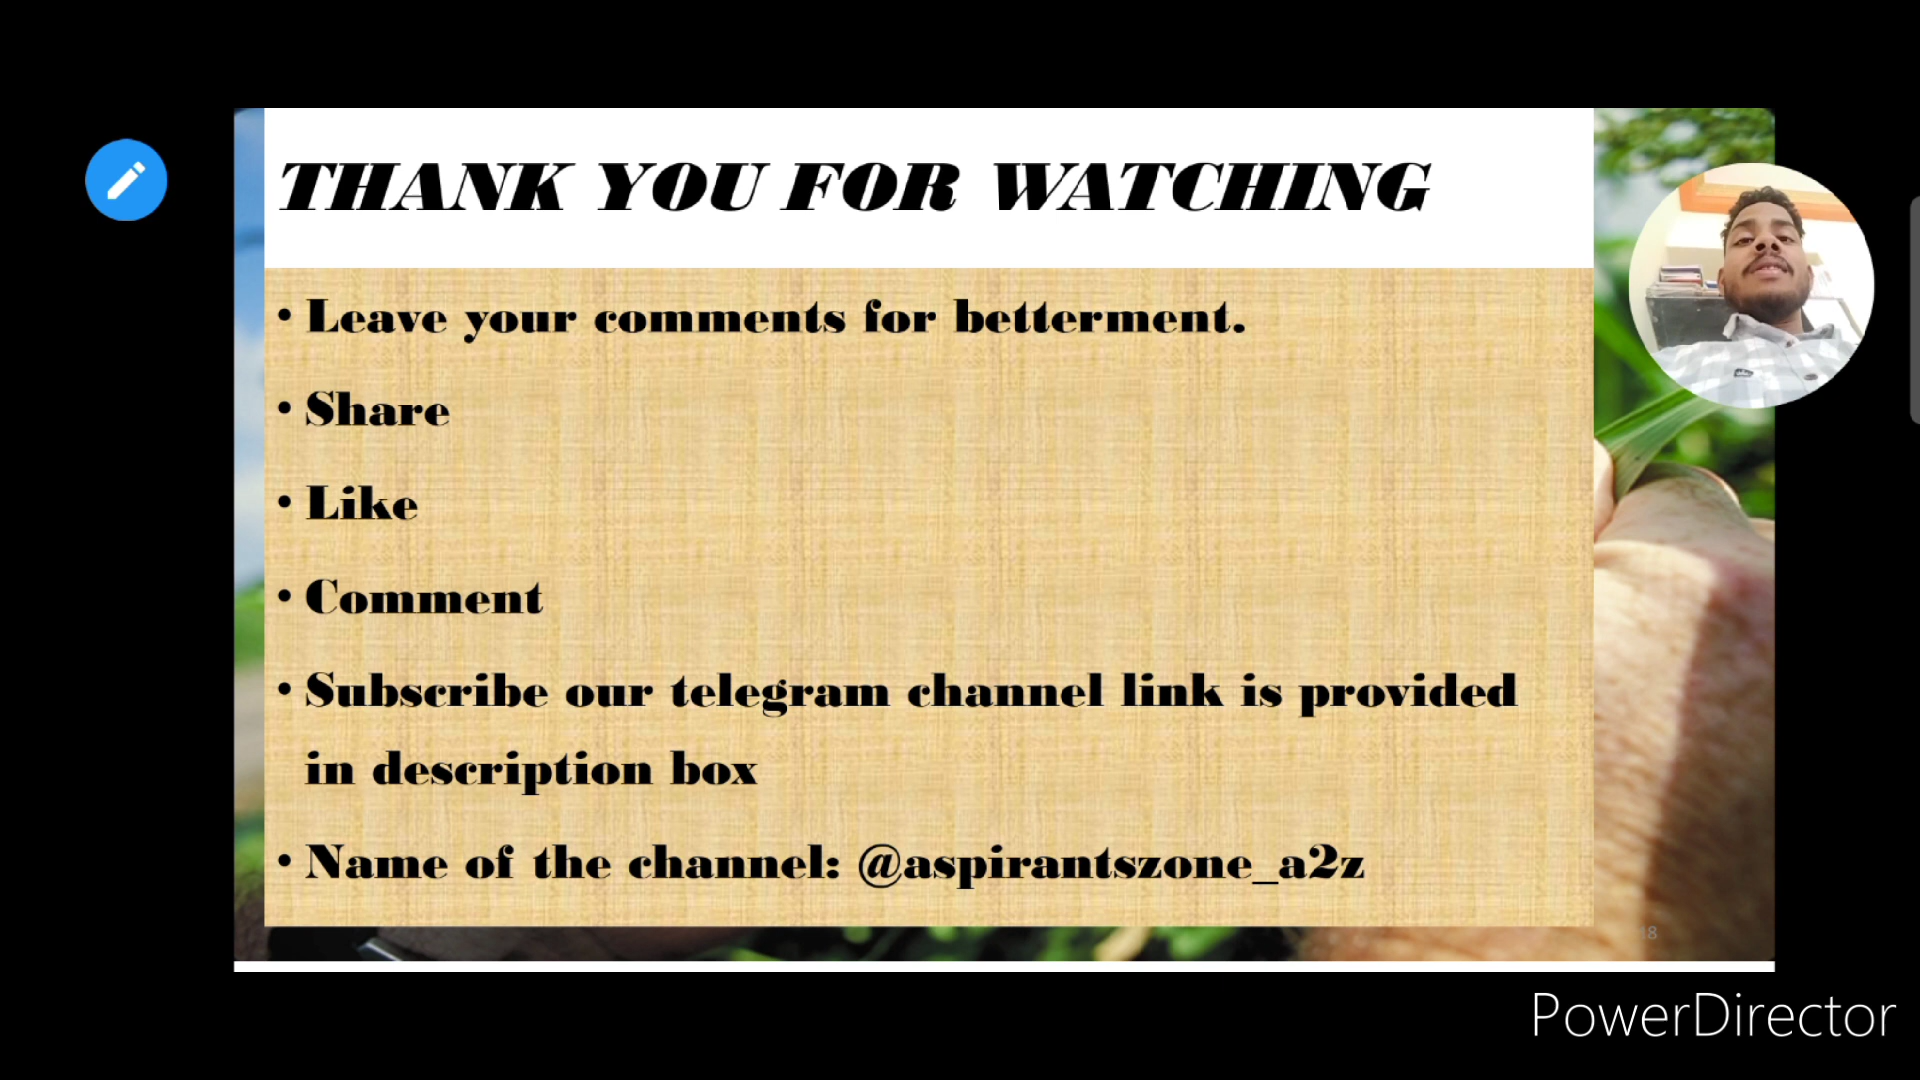 THANK YOU FOR WATCHING
• Leave your comments for betterment.
• Share
• Like
• Comment
• Subscribe our telegram channel link is provided
in description box
• Name of the channel: @aspirantszone_a2z
PowerDirector